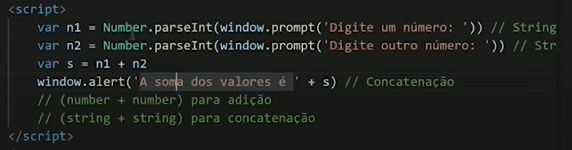 <script>
var n1 = Number.parseInt(window.prompt('Digite um número: ')) // String
var n2 = Number.parseInt(window.prompt('Digite outro número: ')) // Str
var s = n1 + n2
window.alert('A soma dos valores é ' + s) // Concatenação
// (number + number) para adição
// (string + string) para concatenação
</script>